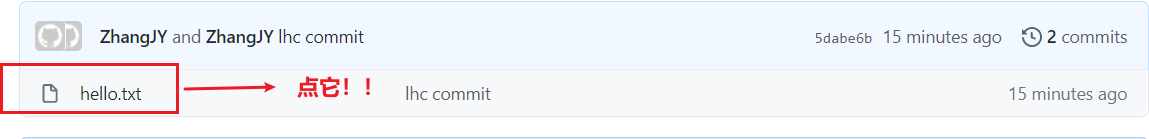 ZhangJY and ZhangJY lhc commit 5dabe6b 15 minutes ago 2 commits
hello.txt 点它！！ lhc commit 15 minutes ago